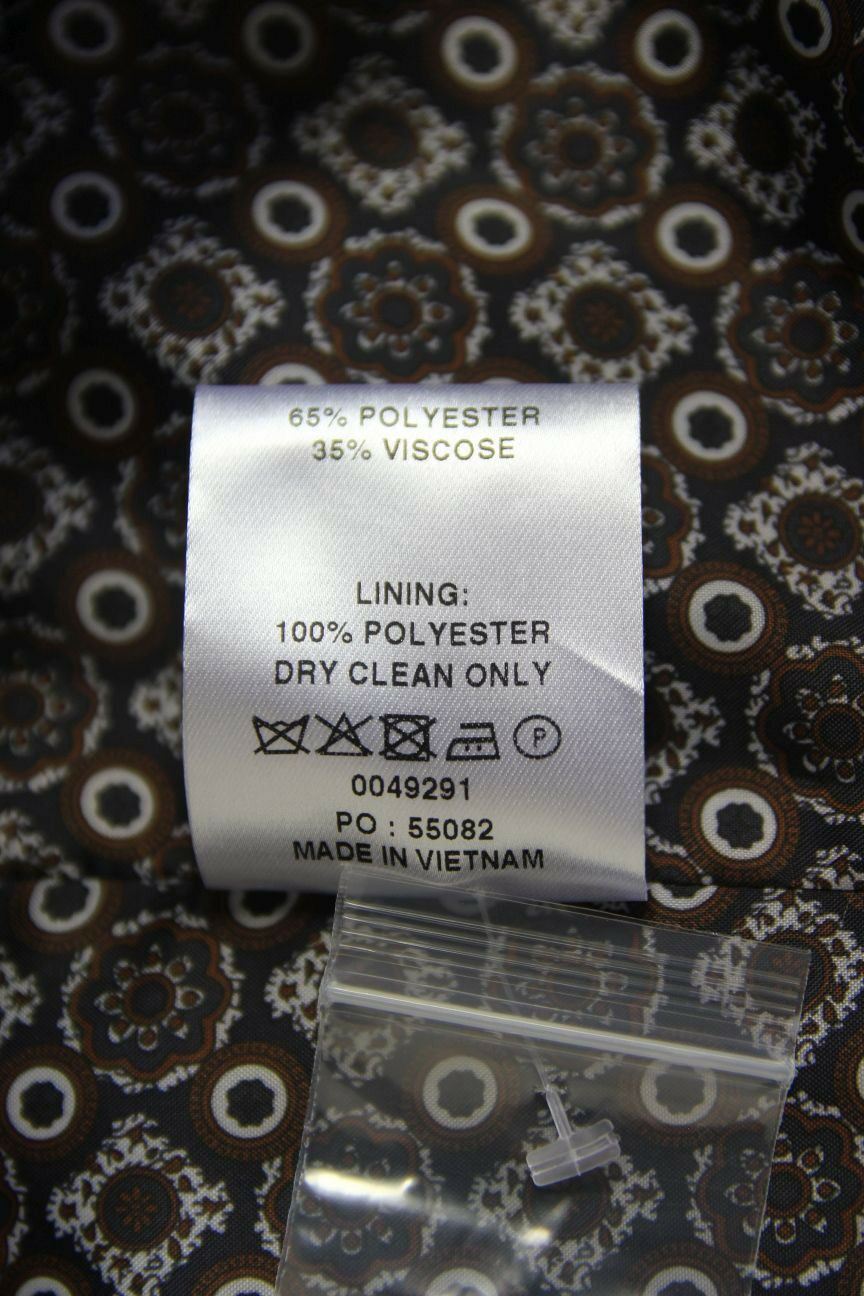 65% POLYESTER
35% VISCOSE
LINING:
100% POLYESTER
DRY CLEAN ONLY
P
0049291
PO : 55082
MADE IN VIETNAM